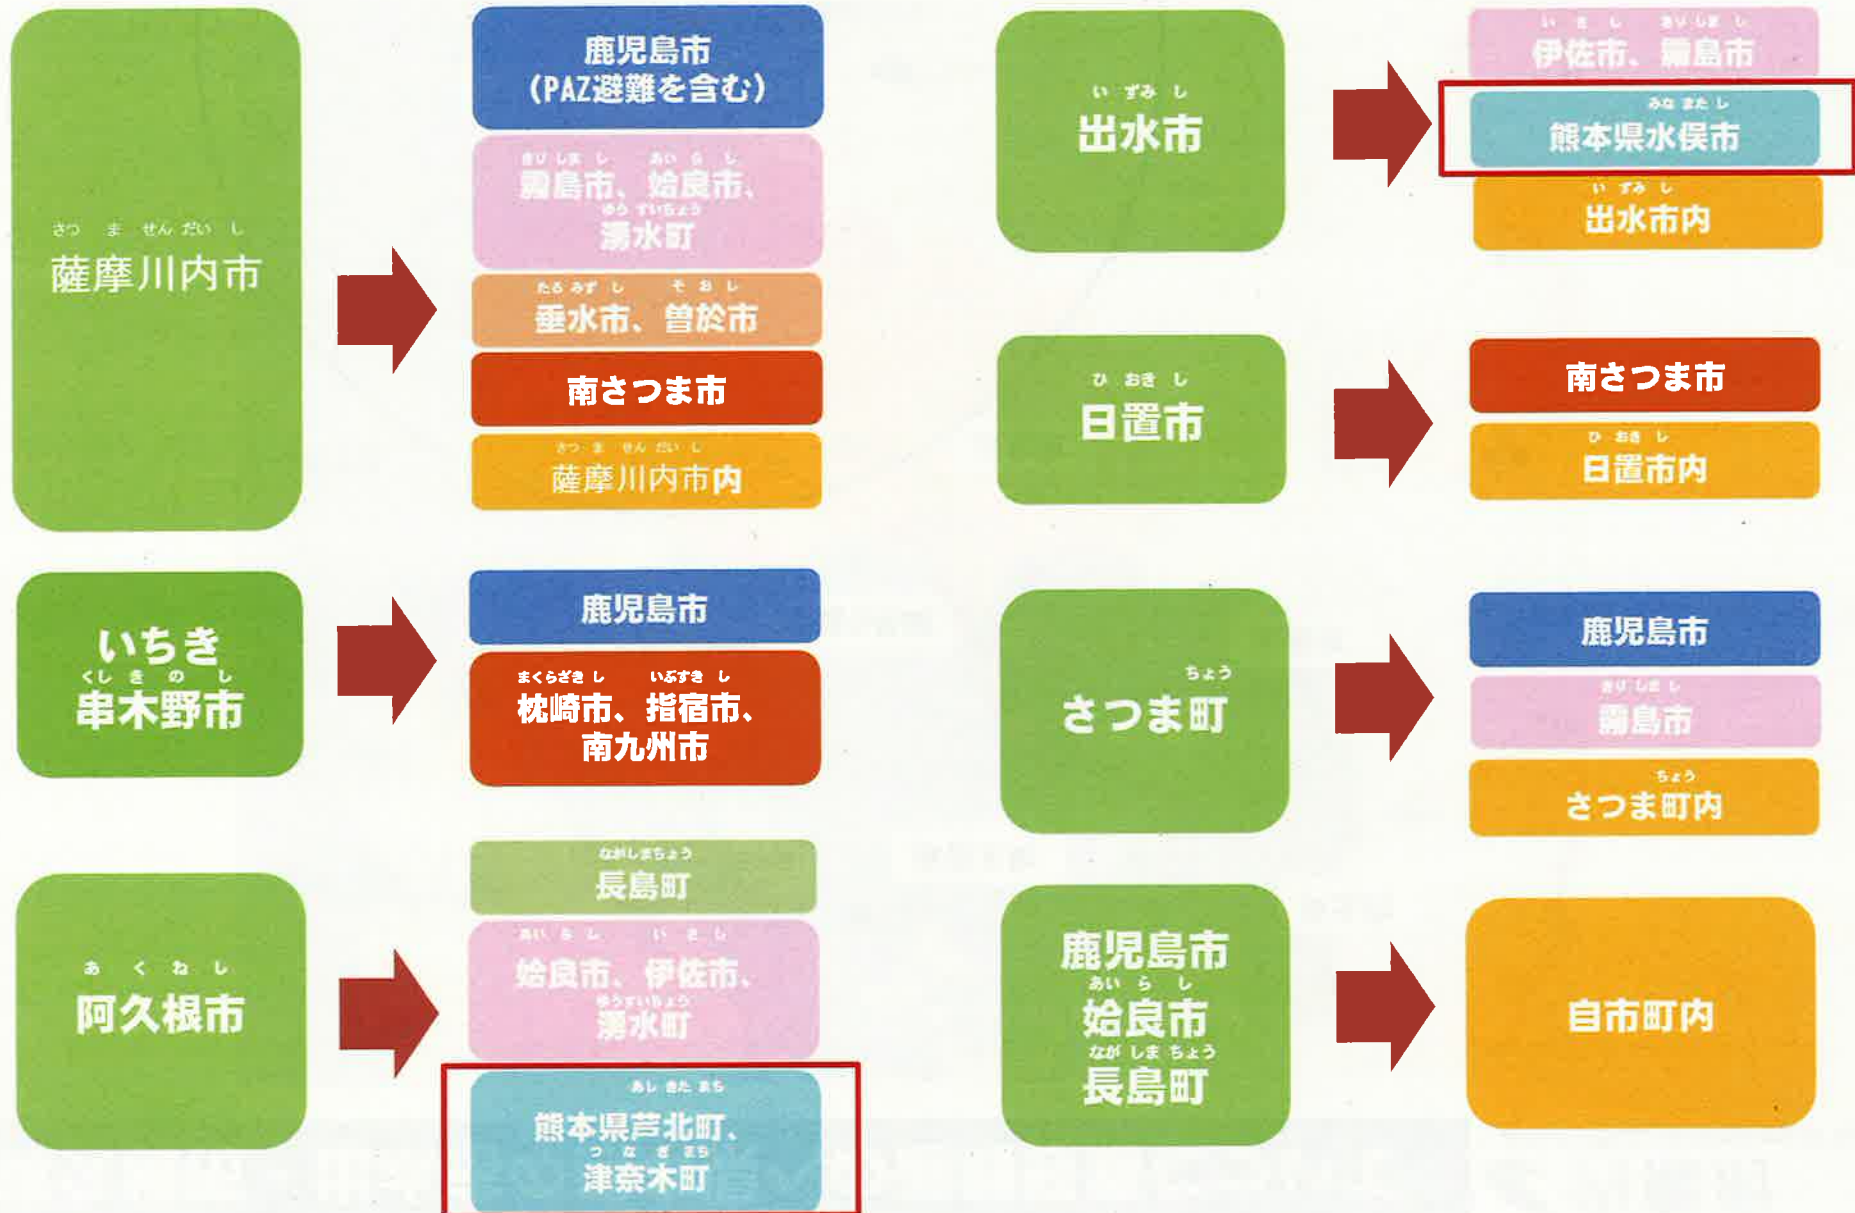 さつ ま せん だい し
薩摩川内市
鹿児島市
(PAZ避難を含む)
きり しま し あい ら し
霧島市、姶良市、
ゆう すいちょう
湧水町
たる みず し そ お し
垂水市、曽於市
南さつま市
さつ ま せん だい し
薩摩川内市内
いちき
くし き の し
串木野市
鹿児島市
まくらざき し いぶすき し
枕崎市、指宿市、
南九州市
あ く ね し
阿久根市
ながしまちょう
長島町
あい ら し い さ し
姶良市、伊佐市、
ゆうすいちょう
湧水町
あし きた まち
熊本県芦北町、
つ な ぎ まち
津奈木町
い ずみ し
出水市
い さ し きりしま し
伊佐市、霧島市
みな また し
熊本県水俣市
い ずみ し
出水市内
ひ おき し
日置市
南さつま市
ひ おき し
日置市内
ちょう
さつま町
鹿児島市
きり しま し
霧島市
ちょう
さつま町内
鹿児島市
あい ら し
姶良市
なが しま ちょう
長島町
自市町内